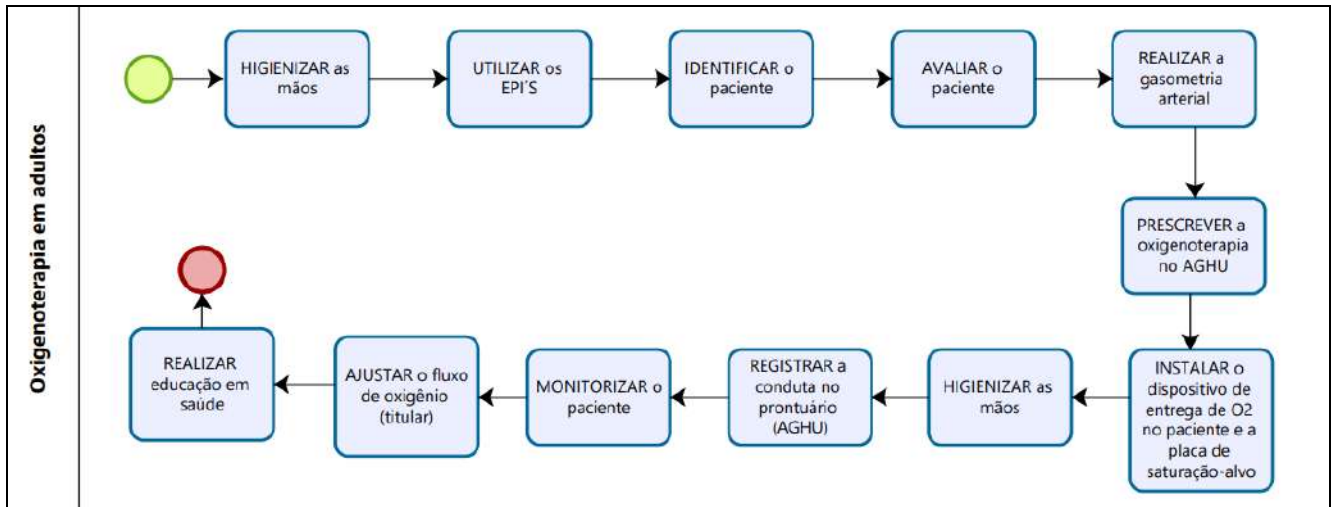 Oxigenoterapia em adultos
HIGIENIZAR as
mãos
UTILIZAR os
EPI´S
IDENTIFICAR o
paciente
AVALIAR o
paciente
REALIZAR a
gasometria
arterial
PRESCREVER a
oxigenoterapia
no AGHU
INSTALAR o
dispositivo de
entrega de O2
no paciente e a
placa de
saturação-alvo
HIGIENIZAR as
mãos
REGISTRAR a
conduta no
prontuário
(AGHU)
MONITORIZAR o
paciente
AJUSTAR o fluxo
de oxigênio
(titular)
REALIZAR
educação em
saúde